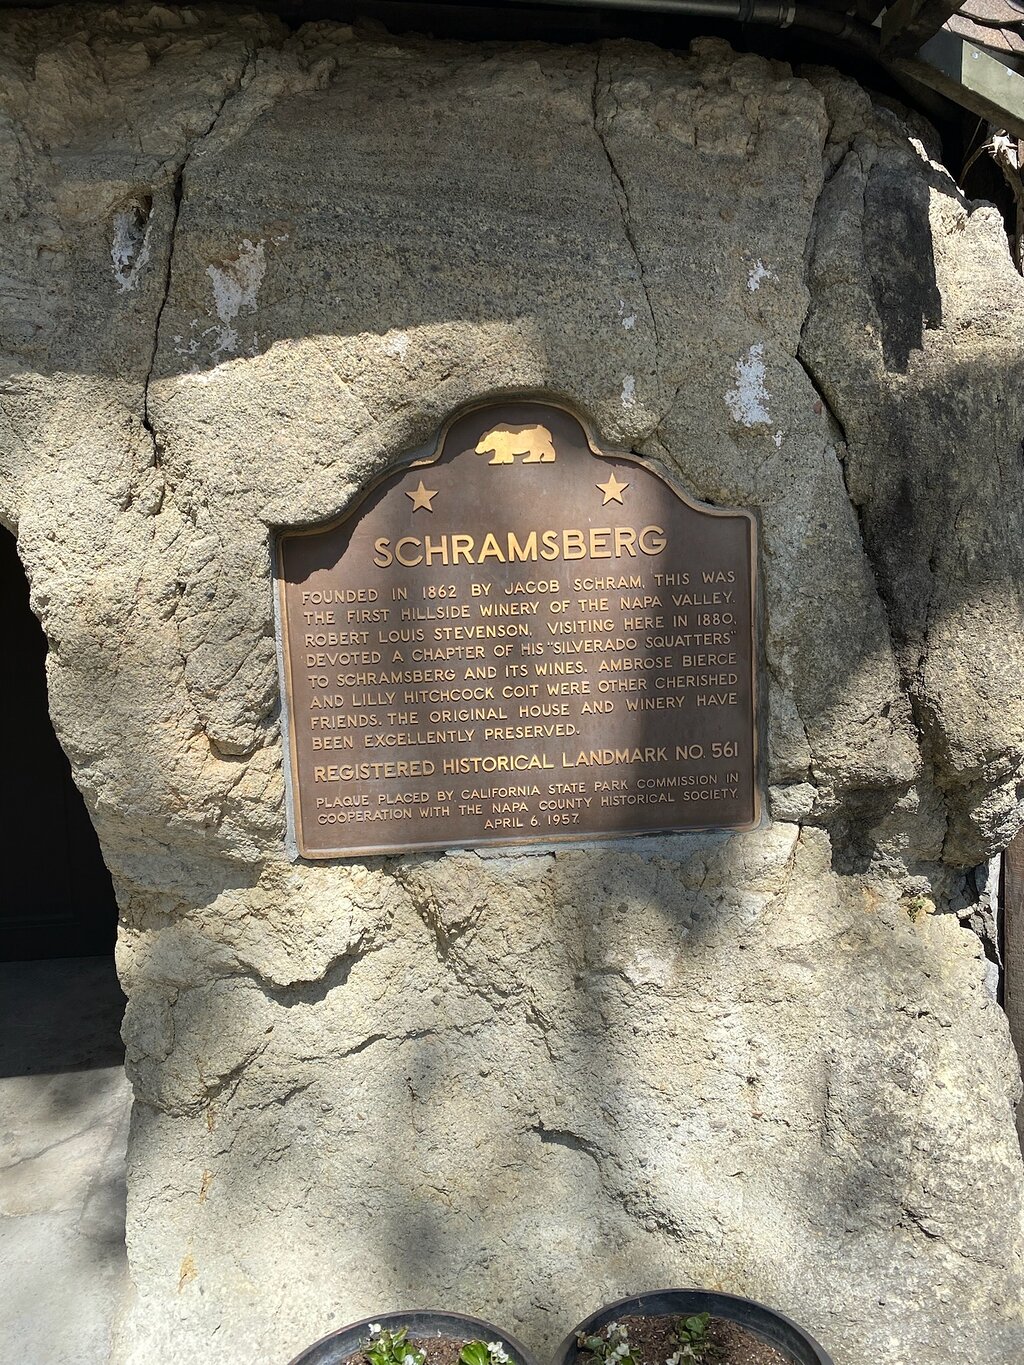 SCHRAMSBERG
FOUNDED IN 1862 BY JACOB SCHRAM, THIS WAS
THE FIRST HILLSIDE WINERY OF THE NAPA VALLEY.
ROBERT LOUIS STEVENSON, VISITING HERE IN 1880,
DEVOTED A CHAPTER OF HIS "SILVERADO SQUATTERS"
TO SCHRAMSBERG AND ITS WINES. AMBROSE BIERCE
AND LILLY HITCHCOCK COIT WERE OTHER CHERISHED
FRIENDS. THE ORIGINAL HOUSE AND WINERY HAVE
BEEN EXCELLENTLY PRESERVED.
REGISTERED HISTORICAL LANDMARK NO. 561
PLAQUE PLACED BY CALIFORNIA STATE PARK COMMISSION IN
COOPERATION WITH THE NAPA COUNTY HISTORICAL SOCIETY.
APRIL 6, 1957.